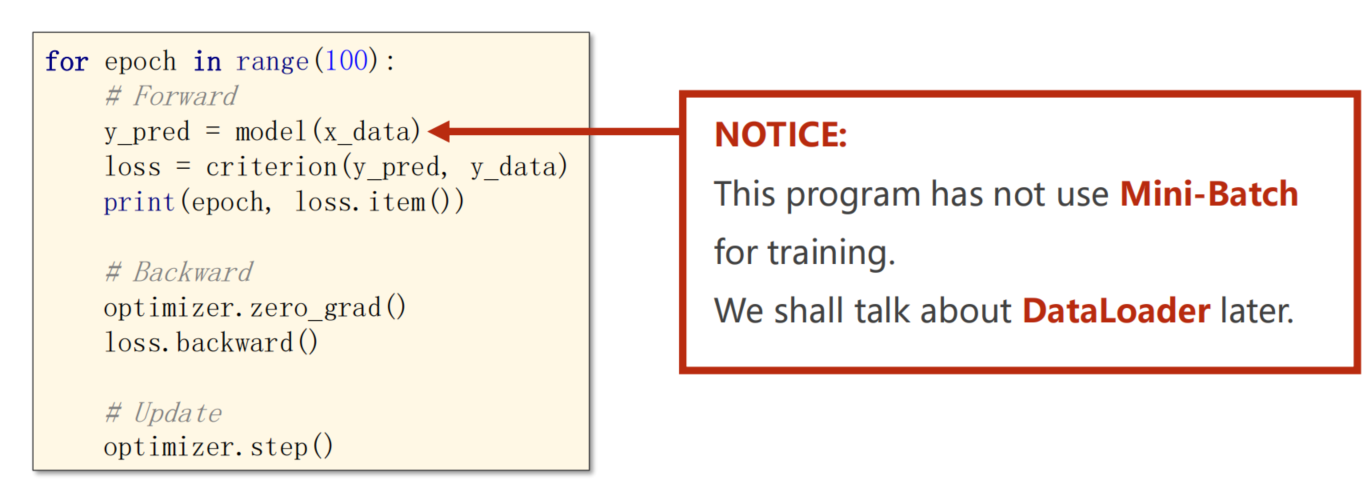 for epoch in range(100):
# Forward
y_pred = model(x_data)
loss = criterion(y_pred, y_data)
print(epoch, loss.item())
# Backward
optimizer.zero_grad()
loss.backward()
# Update
optimizer.step()
NOTICE:
This program has not use Mini-Batch
for training.
We shall talk about DataLoader later.